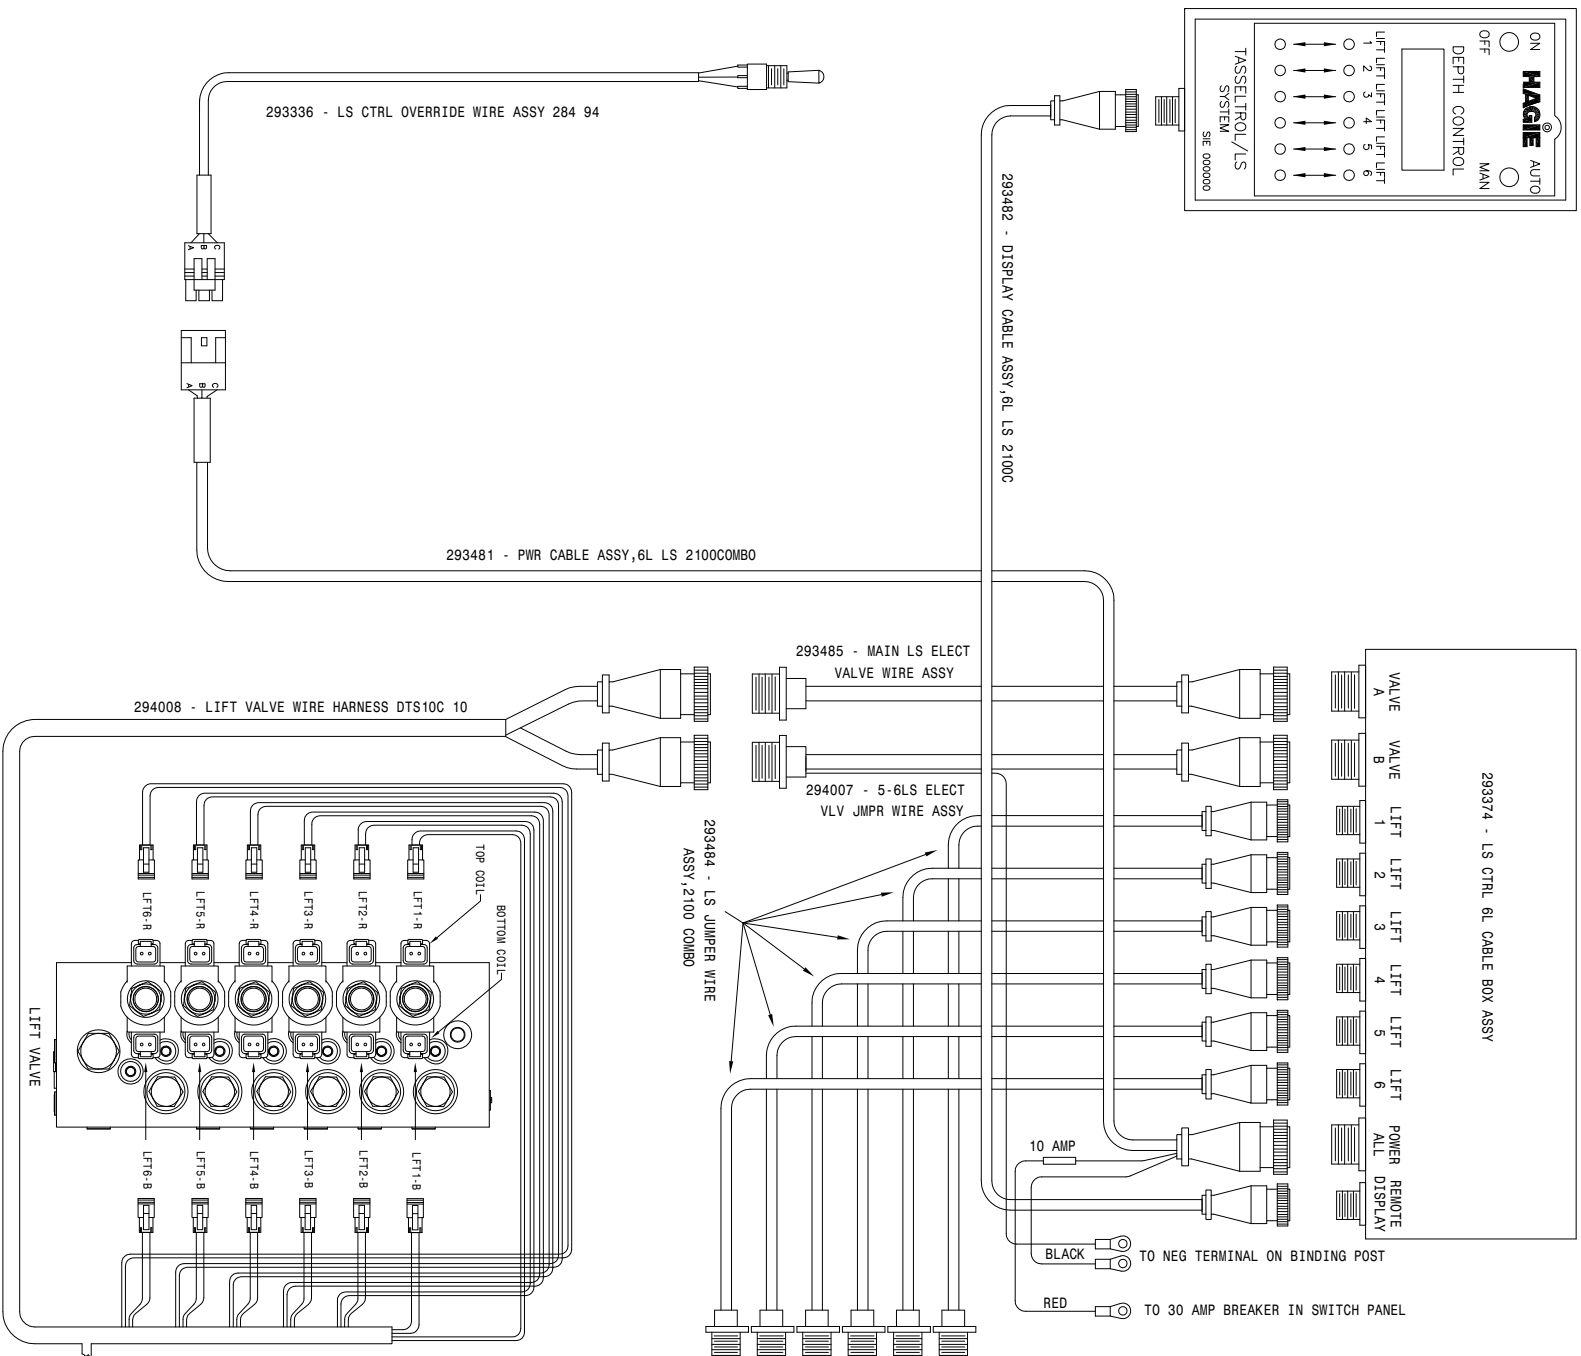 ON
OFF
HAGIE
AUTO
MAN
DEPTH CONTROL
LIFT LIFT LIFT LIFT LIFT LIFT
1 2 3 4 5 6
TASSELTROL/LS
SYSTEM
SIE 000000
293336 - LS CTRL OVERRIDE WIRE ASSY 284 94
A B C
A B C
293482 - DISPLAY CABLE ASSY,6L LS 2100C
293481 - PWR CABLE ASSY,6L LS 2100COMBO
293485 - MAIN LS ELECT
VALVE WIRE ASSY
294008 - LIFT VALVE WIRE HARNESS DTS10C 10
294007 - 5-6LS ELECT
VLV JMPR WIRE ASSY
293484 - LS JUMPER WIRE
ASSY,2100 COMBO
293374 - LS CTRL 6L CABLE BOX ASSY
VALVE
A
VALVE
B
LIFT
1
LIFT
2
LIFT
3
LIFT
4
LIFT
5
LIFT
6
POWER
ALL
REMOTE
DISPLAY
TOP COIL
BOTTOM COIL
LFT6-R
LFT5-R
LFT4-R
LFT3-R
LFT2-R
LFT1-R
LIFT VALVE
LFT6-B
LFT5-B
LFT4-B
LFT3-B
LFT2-B
LFT1-B
10 AMP
BLACK
TO NEG TERMINAL ON BINDING POST
RED
TO 30 AMP BREAKER IN SWITCH PANEL